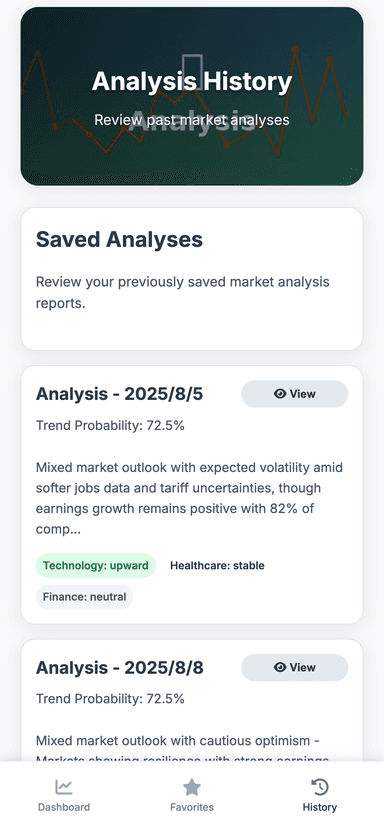 Analysis History
Analysis
Review past market analyses
Saved Analyses
Review your previously saved market analysis
reports.
Analysis - 2025/8/5
View
Trend Probability: 72.5%
Mixed market outlook with expected volatility amid
softer jobs data and tariff uncertainties, though
earnings growth remains positive with 82% of
comp...
Technology: upward
Healthcare: stable
Finance: neutral
Analysis - 2025/8/8
View
Trend Probability: 72.5%
Mixed market outlook with cautious optimism -
Markets showing resilience with strong earnings
Dashboard
Favorites
History